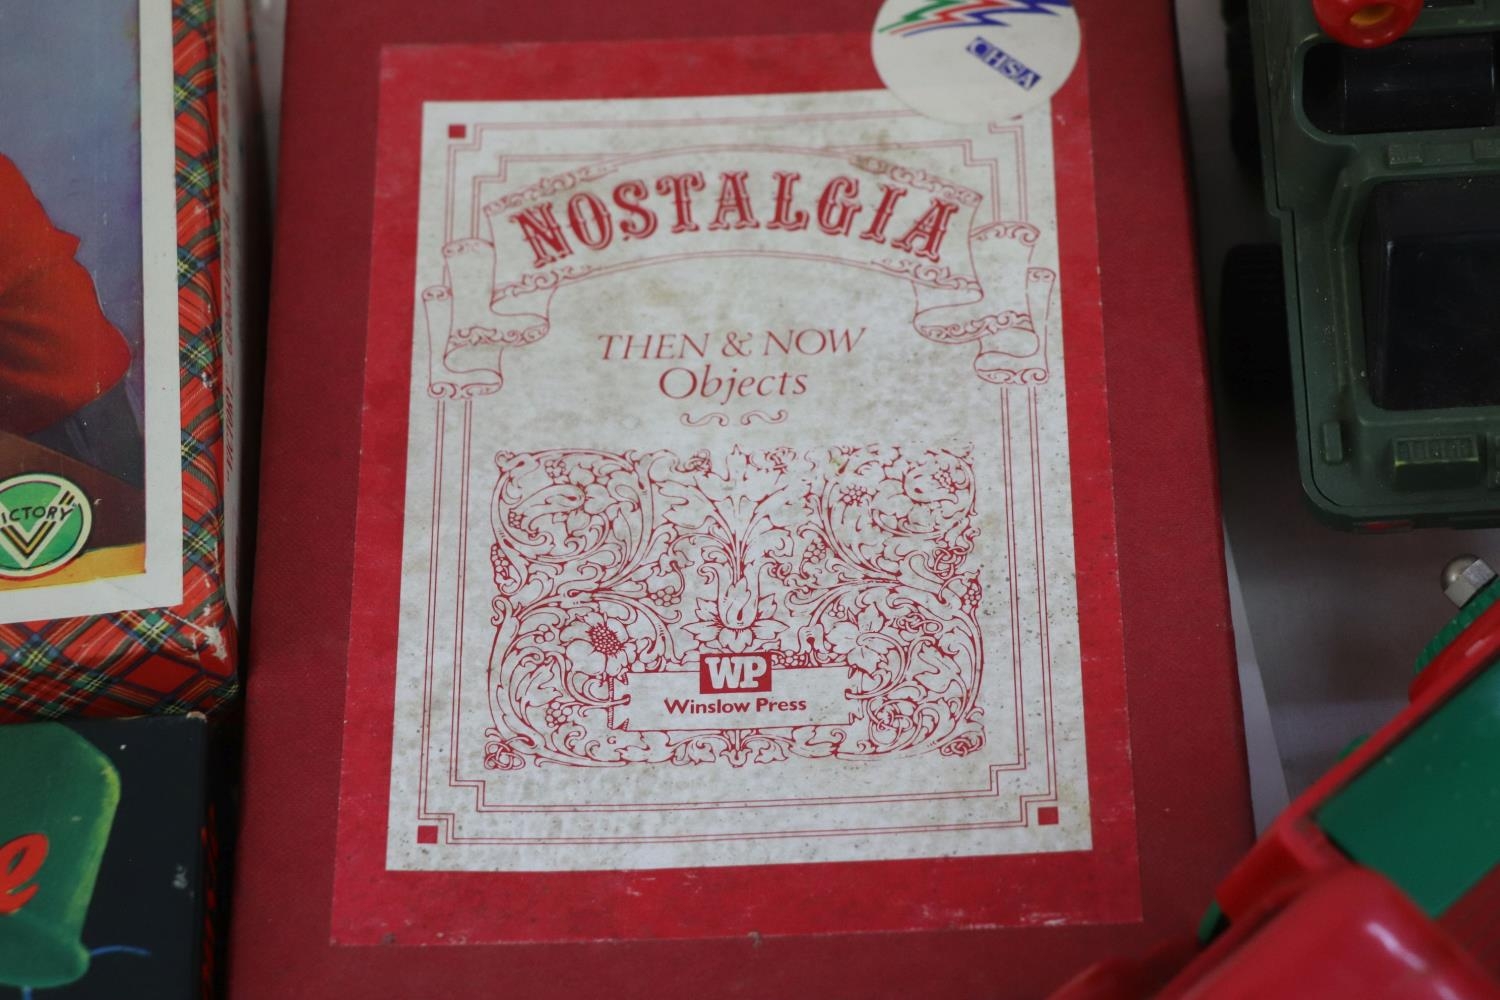 CHSA
NOSTALGIA
THEN & NOW
Objects
WP
Winslow Press
ICTORY
e